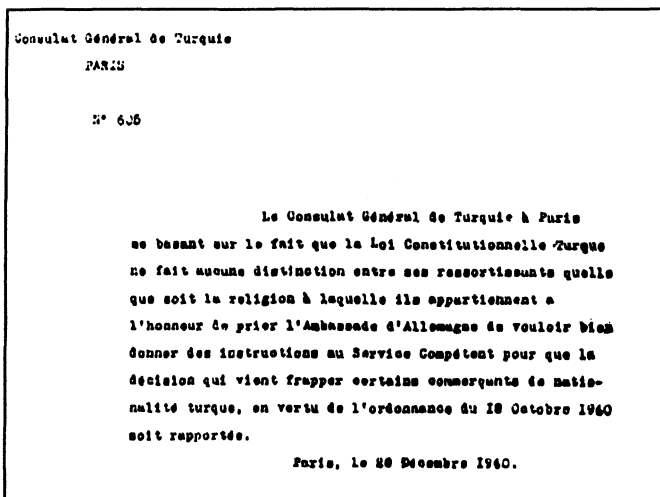 Consulat Général de Turquie
PARIS
N° 605
Le Consulat Général de Turquie à Paris
se basant sur le fait que la Loi Constitutionnelle Turque
ne fait aucune distinction entre ses ressortissants quelle
que soit la religion à laquelle ils appartiennent a
l'honneur de prier l'Ambassade d'Allemagne de vouloir bien
donner des instructions au Service Compétent pour que la
décision qui vient frapper certains commerçants de natio-
nalité turque, en vertu de l'ordonnance du 18 Octobre 1940
soit rapportée.
Paris, le 28 Décembre 1940.